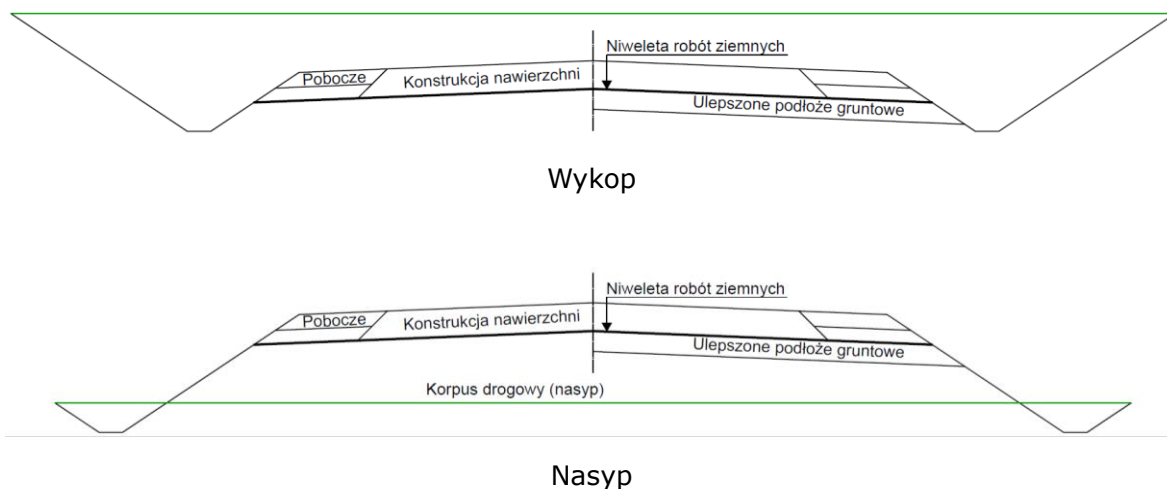 Niweleta robót ziemnych
Pobocze
Konstrukcja nawierzchni
Ulepszone podłoże gruntowe
Wykop
Niweleta robót ziemnych
Pobocze
Konstrukcja nawierzchni
Ulepszone podłoże gruntowe
Korpus drogowy (nasyp)
Nasyp